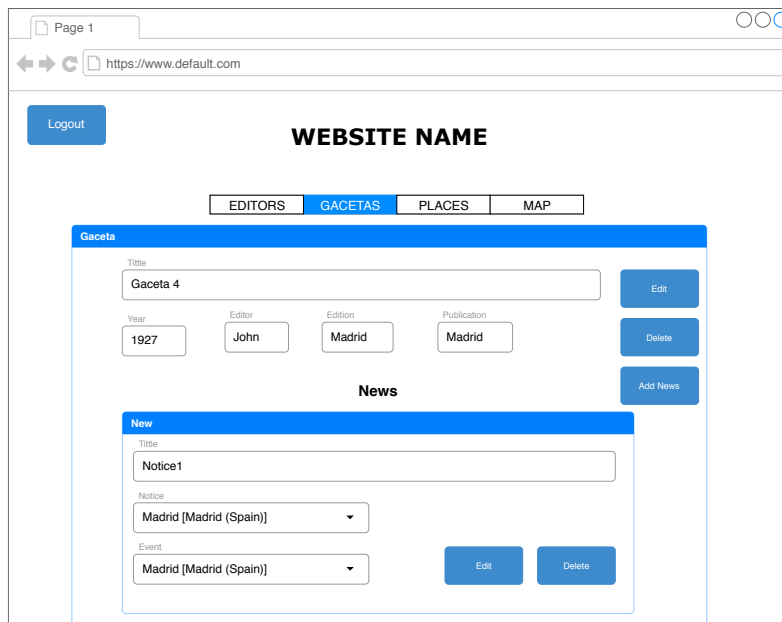 Page 1
https://www.default.com
Logout
WEBSITE NAME
EDITORS GACETAS PLACES MAP
Gaceta
Tittle
Gaceta 4
Edit
Year Editor Edition Publication
1927 John Madrid Madrid
Delete
News
Add News
New
Tittle
Notice1
Notice
Madrid [Madrid (Spain)]
Event
Madrid [Madrid (Spain)]
Edit Delete